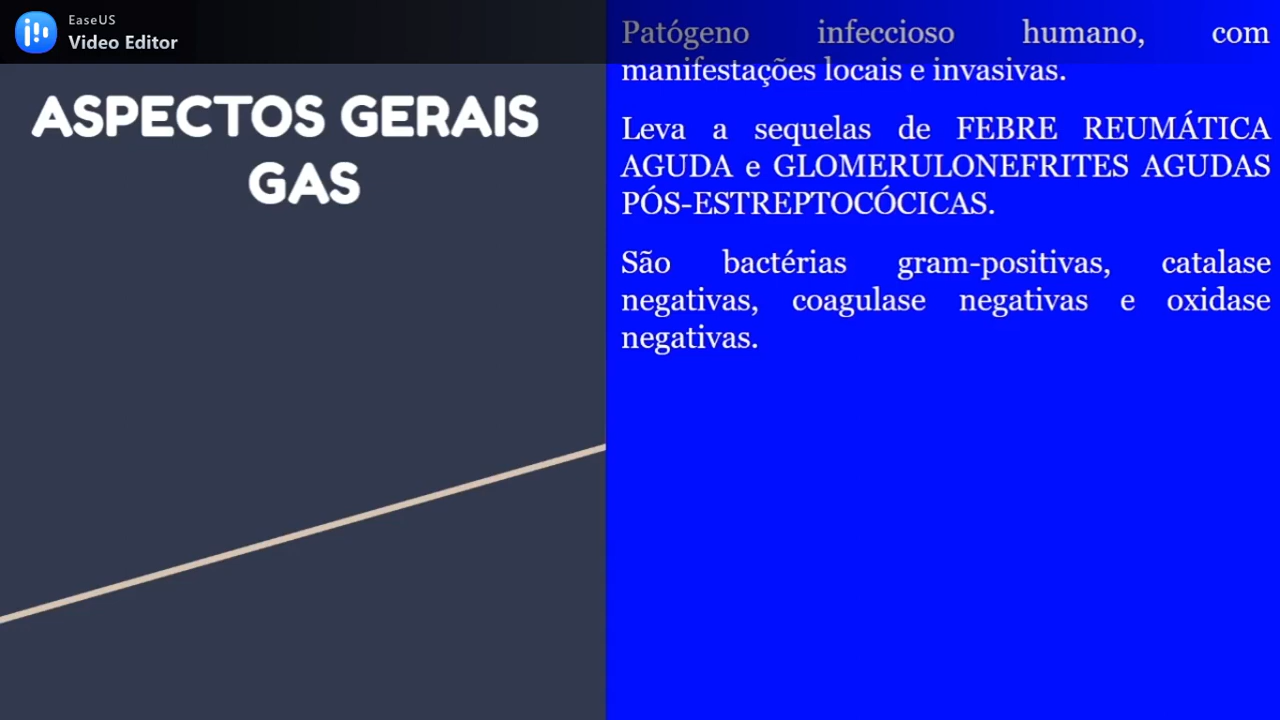 EaseUS
Video Editor
ASPECTOS GERAIS
GAS
Patógeno infeccioso humano, com
manifestações locais e invasivas.
Leva a sequelas de FEBRE REUMÁTICA
AGUDA e GLOMERULONEFRITES AGUDAS
PÓS-ESTREPTOCÓCICAS.
São bactérias gram-positivas, catalase
negativas, coagulase negativas e oxidase
negativas.